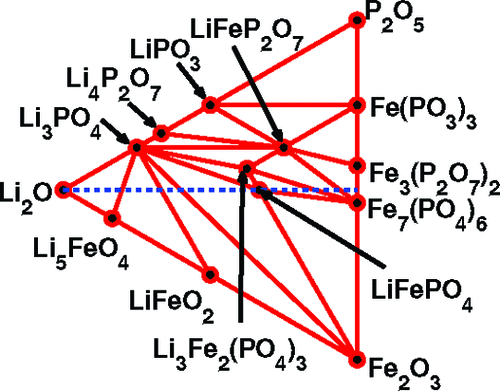 P₂O₅
LiFeP₂O₇
LiPO₃
Li₄P₂O₇
Li₃PO₄
Fe(PO₃)₃
Fe₃(P₂O₇)₂
Li₂O
Fe₇(PO₄)₆
Li₅FeO₄
LiFePO₄
LiFeO₂
Li₃Fe₂(PO₄)₃
Fe₂O₃